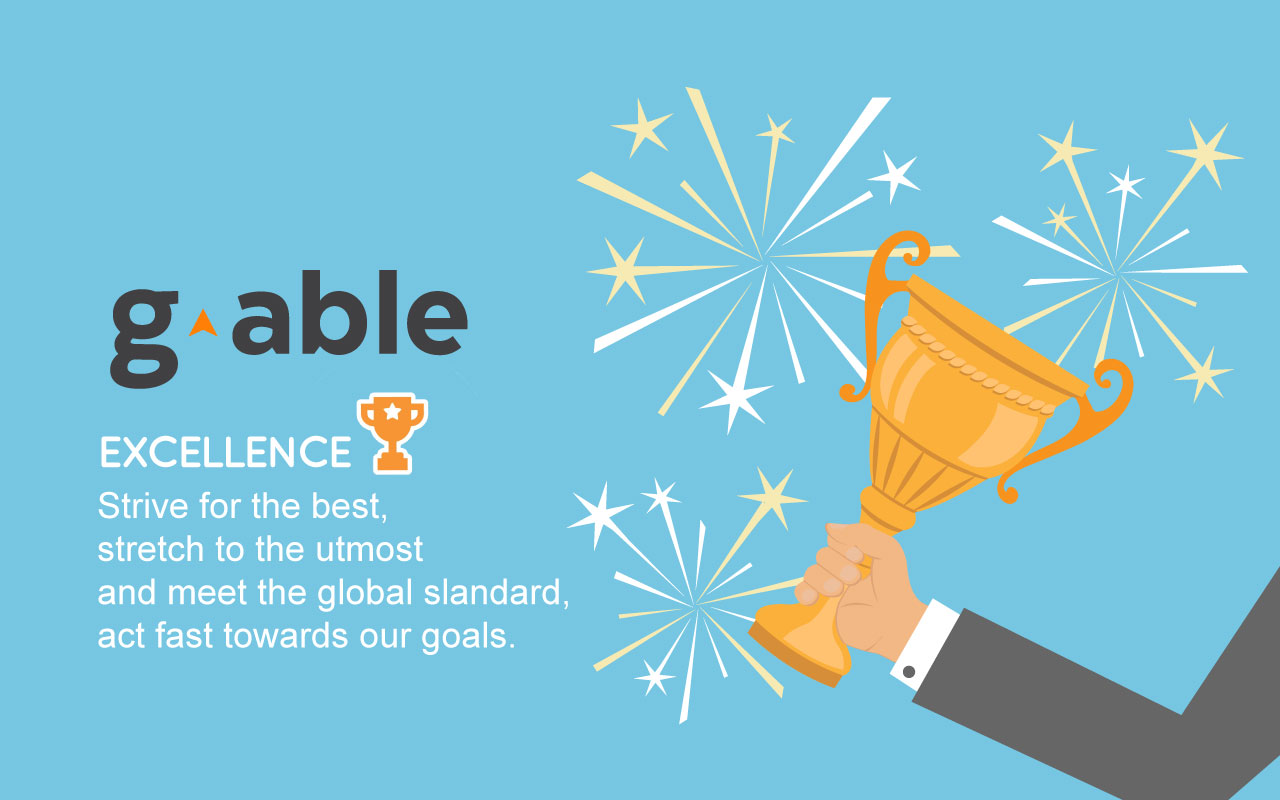 g able
EXCELLENCE
Strive for the best,
stretch to the utmost
and meet the global slandard,
act fast towards our goals.